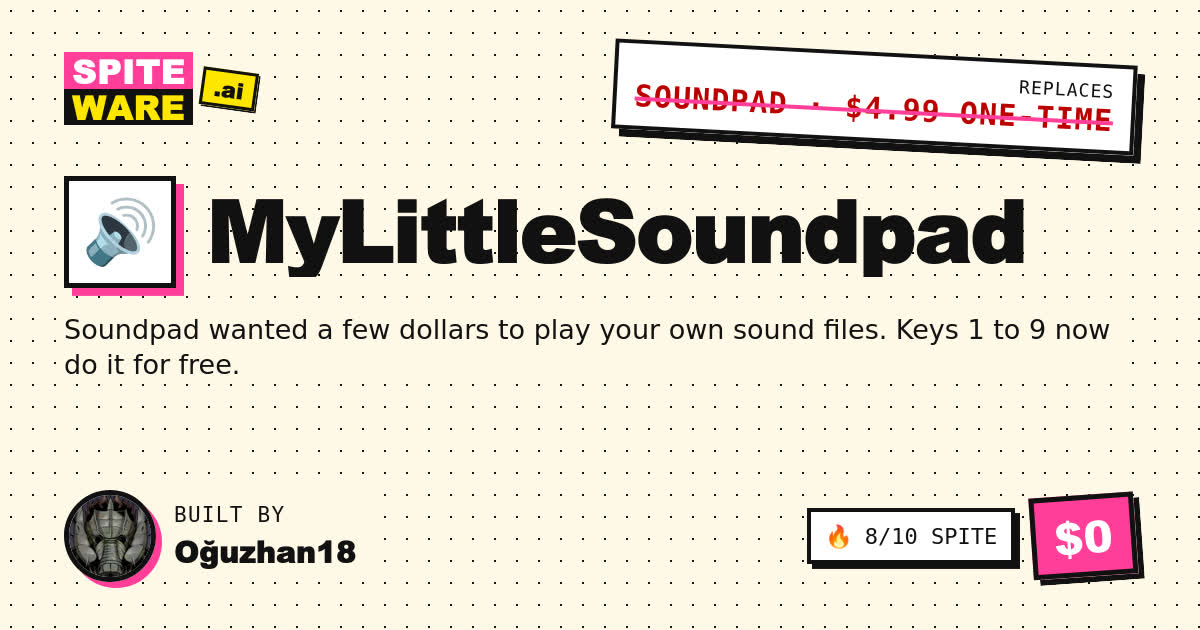 SPITE
WARE
.ai
REPLACES
SOUNDPAD · $4.99 ONE-TIME
MyLittleSoundpad
Soundpad wanted a few dollars to play your own sound files. Keys 1 to 9 now
do it for free.
BUILT BY
Oğuzhan18
8/10 SPITE
$0